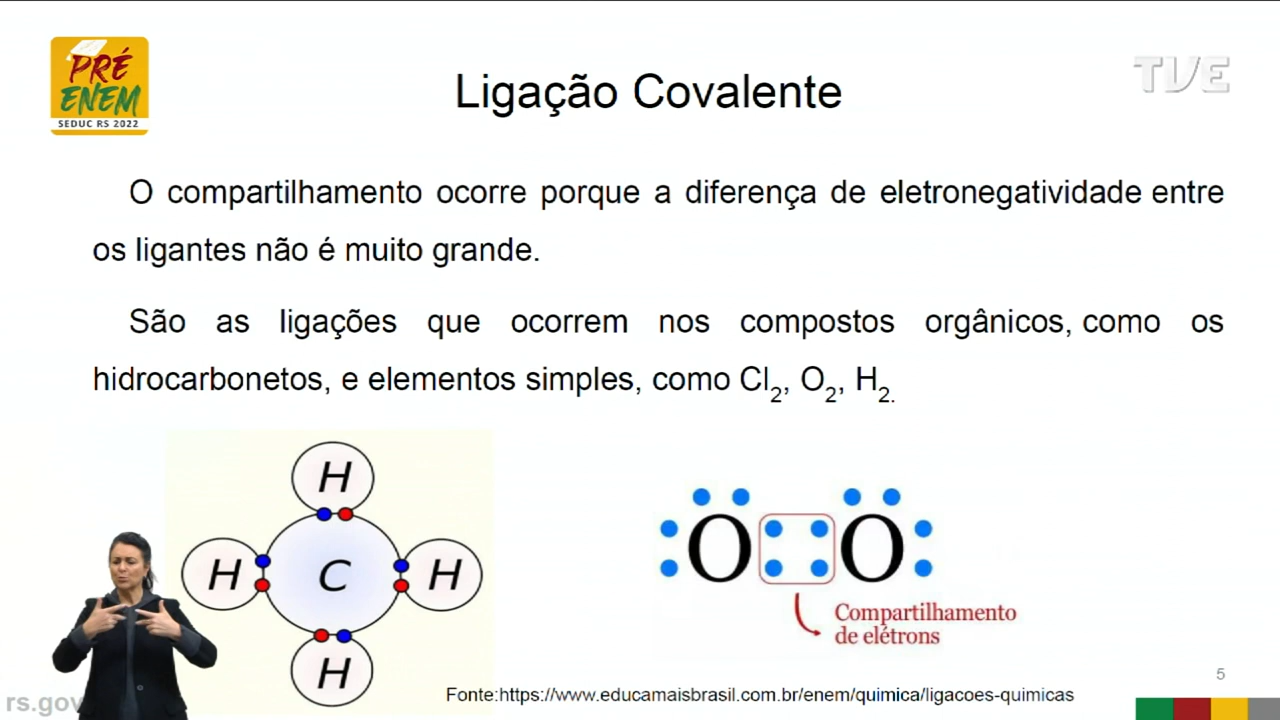 PRÉ
ENEM
SEDUC RS 2022
TVE
Ligação Covalente
O compartilhamento ocorre porque a diferença de eletronegatividade entre
os ligantes não é muito grande.
São as ligações que ocorrem nos compostos orgânicos, como os
hidrocarbonetos, e elementos simples, como Cl₂, O₂, H₂.
H
H C H
H
O O
Compartilhamento
de elétrons
5
Fonte:https://www.educamaisbrasil.com.br/enem/quimica/ligacoes-quimicas
rs.gov